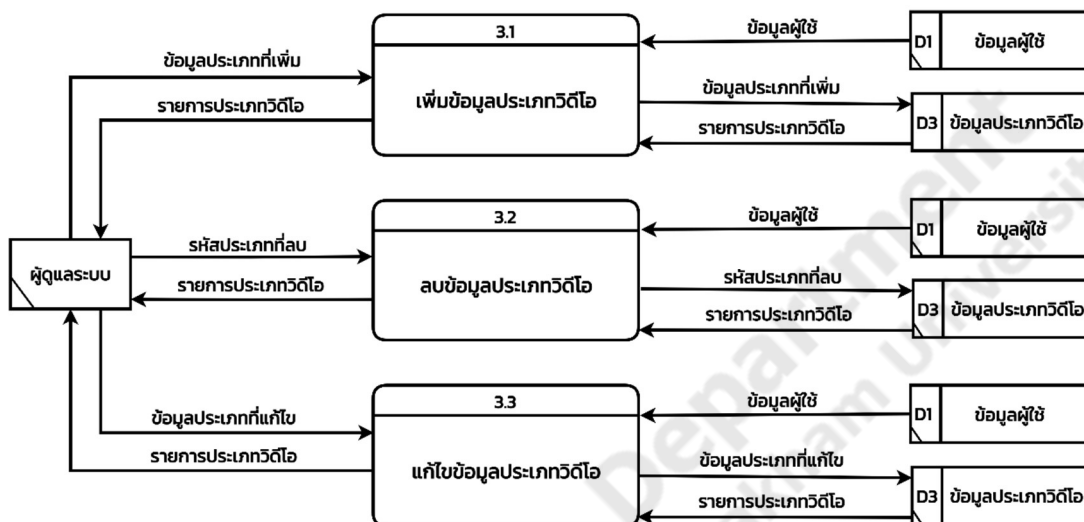 3.1
เพิ่มข้อมูลประเภทวิดีโอ
ข้อมูลประเภทที่เพิ่ม
รายการประเภทวิดีโอ
ข้อมูลผู้ใช้
D1 ข้อมูลผู้ใช้
ข้อมูลประเภทที่เพิ่ม
รายการประเภทวิดีโอ
D3 ข้อมูลประเภทวิดีโอ
ผู้ดูแลระบบ
3.2
ลบข้อมูลประเภทวิดีโอ
รหัสประเภทที่ลบ
รายการประเภทวิดีโอ
ข้อมูลผู้ใช้
D1 ข้อมูลผู้ใช้
รหัสประเภทที่ลบ
รายการประเภทวิดีโอ
D3 ข้อมูลประเภทวิดีโอ
3.3
แก้ไขข้อมูลประเภทวิดีโอ
ข้อมูลประเภทที่แก้ไข
รายการประเภทวิดีโอ
ข้อมูลผู้ใช้
D1 ข้อมูลผู้ใช้
ข้อมูลประเภทที่แก้ไข
รายการประเภทวิดีโอ
D3 ข้อมูลประเภทวิดีโอ
Department